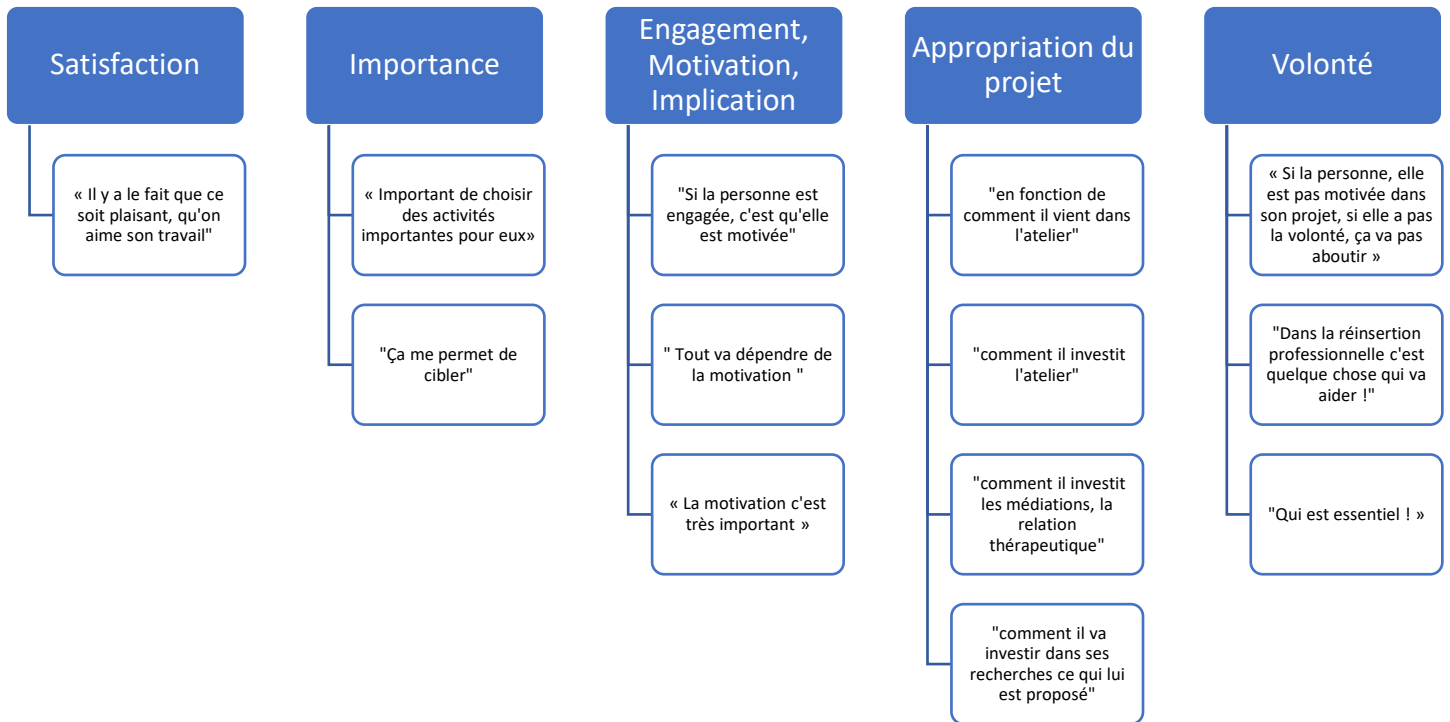 Satisfaction
« Il y a le fait que ce
soit plaisant, qu'on
aime son travail"
Importance
« Important de choisir
des activités
importantes pour eux»
"Ça me permet de
cibler"
Engagement,
Motivation,
Implication
"Si la personne est
engagée, c'est qu'elle
est motivée"
" Tout va dépendre de
la motivation "
« La motivation c'est
très important »
Appropriation du
projet
"en fonction de
comment il vient dans
l'atelier"
"comment il investit
l'atelier"
"comment il investit
les médiations, la
relation
thérapeutique"
"comment il va
investir dans ses
recherches ce qui lui
est proposé"
Volonté
« Si la personne, elle
est pas motivée dans
son projet, si elle a pas
la volonté, ça va pas
aboutir »
"Dans la réinsertion
professionnelle c'est
quelque chose qui va
aider !"
"Qui est essentiel ! »